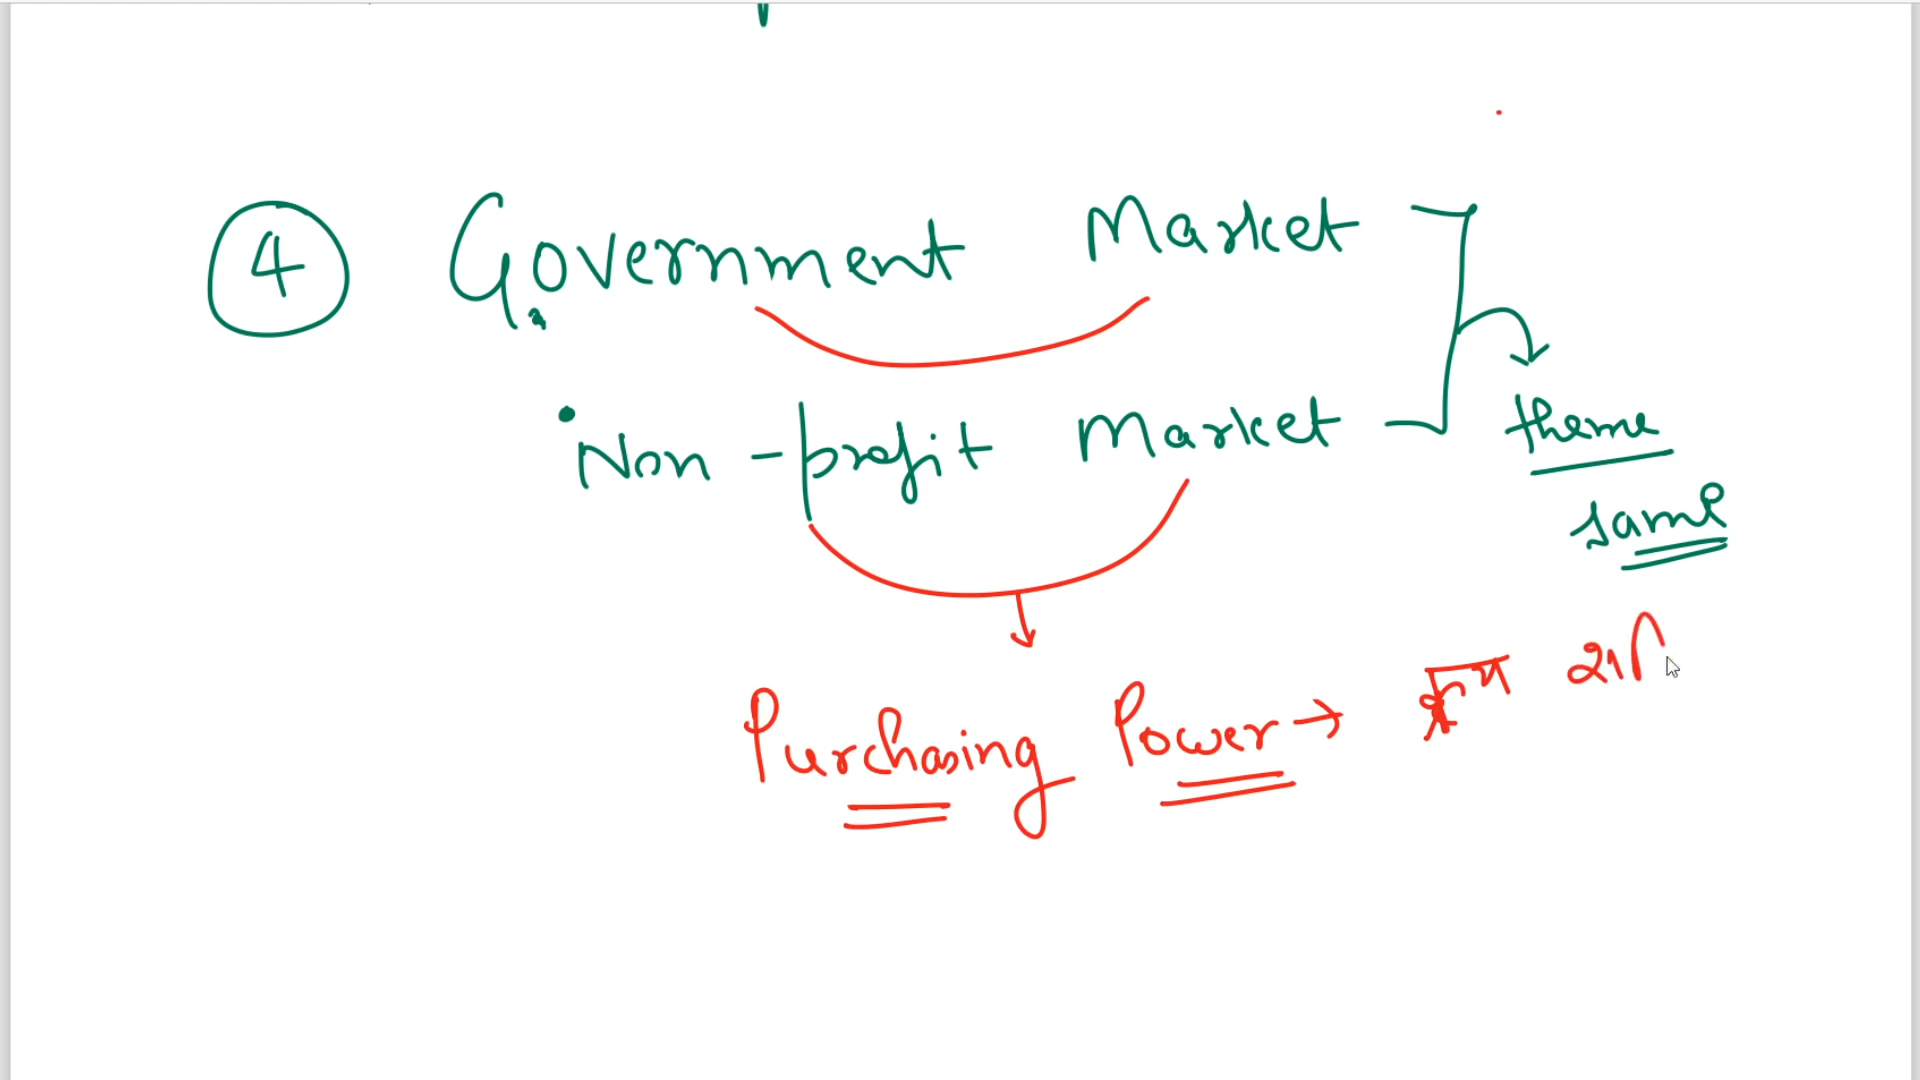 4 Government Market
Non-profit Market
theme
same
Purchasing Power →